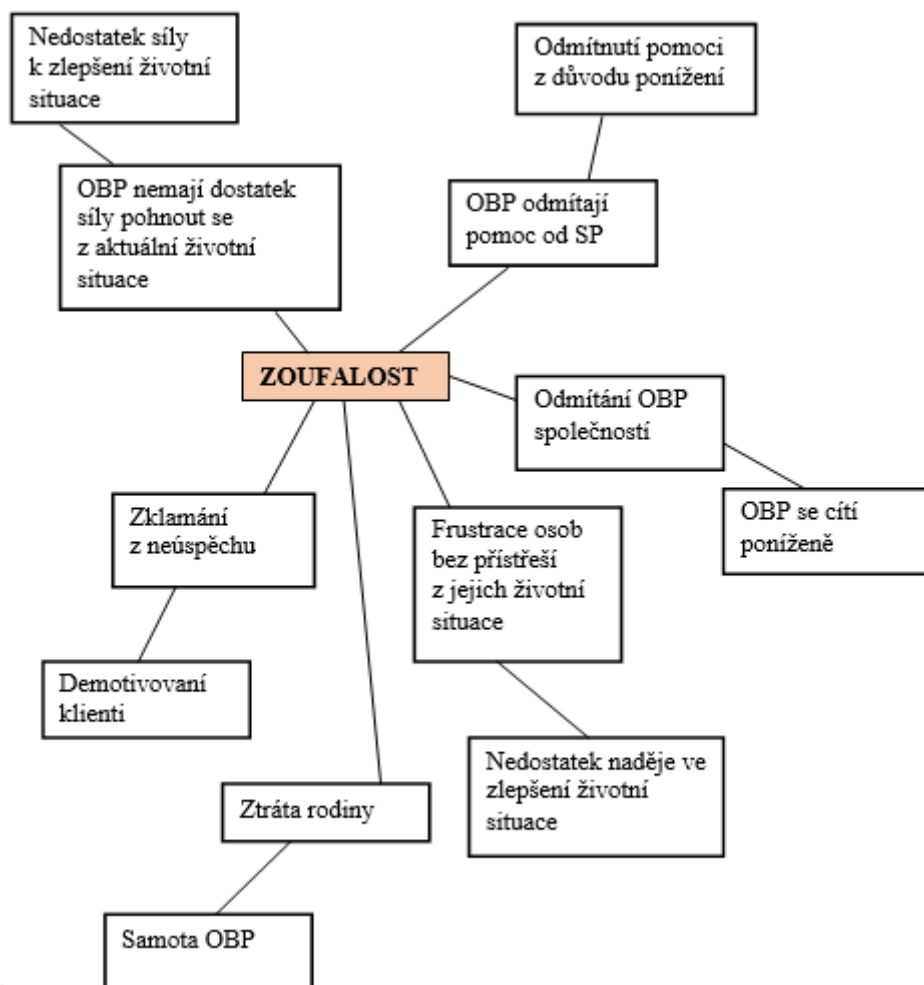 Nedostatek síly
k zlepšení životní
situace
Odmítnutí pomoci
z důvodu ponížení
OBP nemají dostatek
síly pohnout se
z aktuální životní
situace
OBP odmítají
pomoc od SP
ZOUFALOST
Odmítání OBP
společností
Zklamání
z neúspěchu
Frustrace osob
bez přístřeší
z jejich životní
situace
OBP se cítí
poníženě
Demotivovaní
klienti
Nedostatek naděje ve
zlepšení životní
situace
Ztráta rodiny
Samota OBP